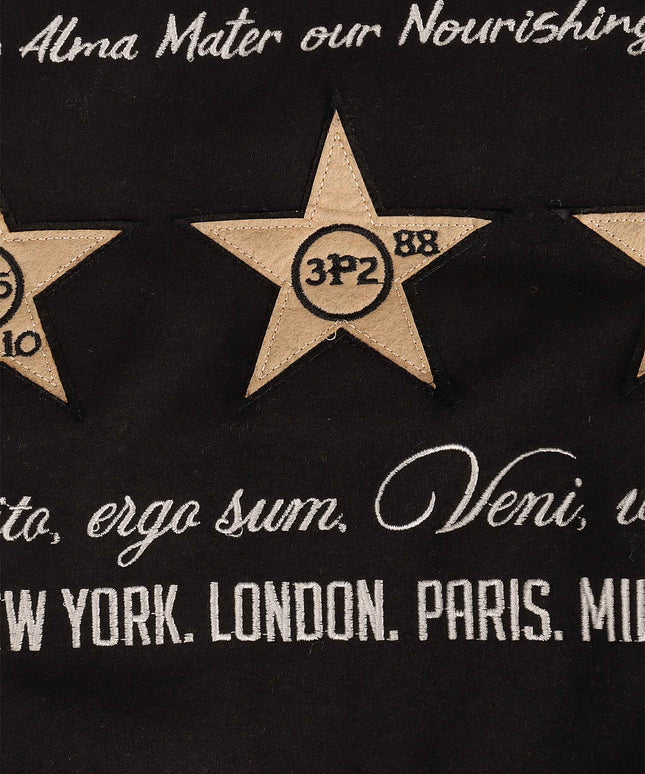 Alma Mater our Nourishing
88
3P2
10
ergo sum. Veni,
YORK. LONDON. PARIS.